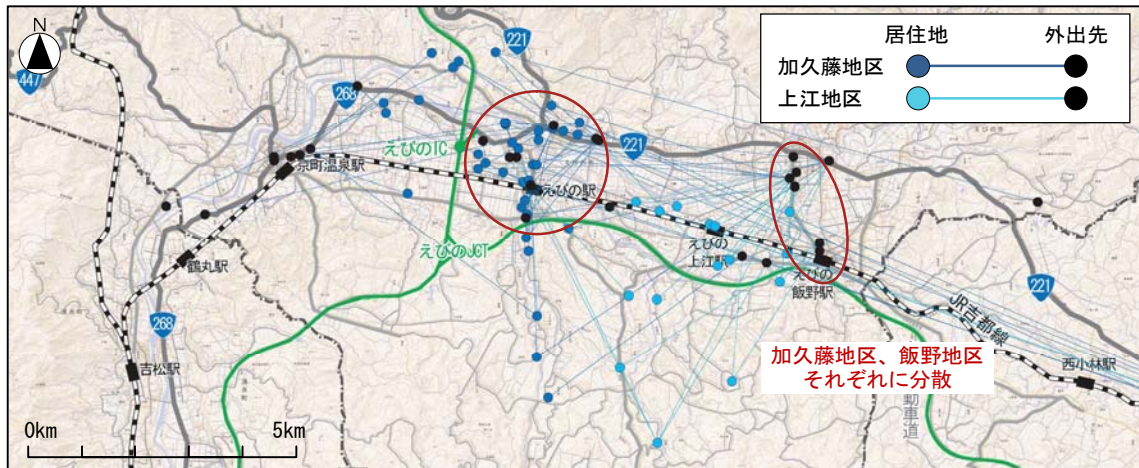 N
221
居住地
外出先
加久藤地区
上江地区
447
268
えびのIC
221
京町温泉駅
えびの駅
えびのJCT
えびの
上江駅
えびの
飯野駅
鶴丸駅
221
268
JR吉都線
吉松駅
加久藤地区、飯野地区
それぞれに分散
西小林駅
動車道
0km
5km